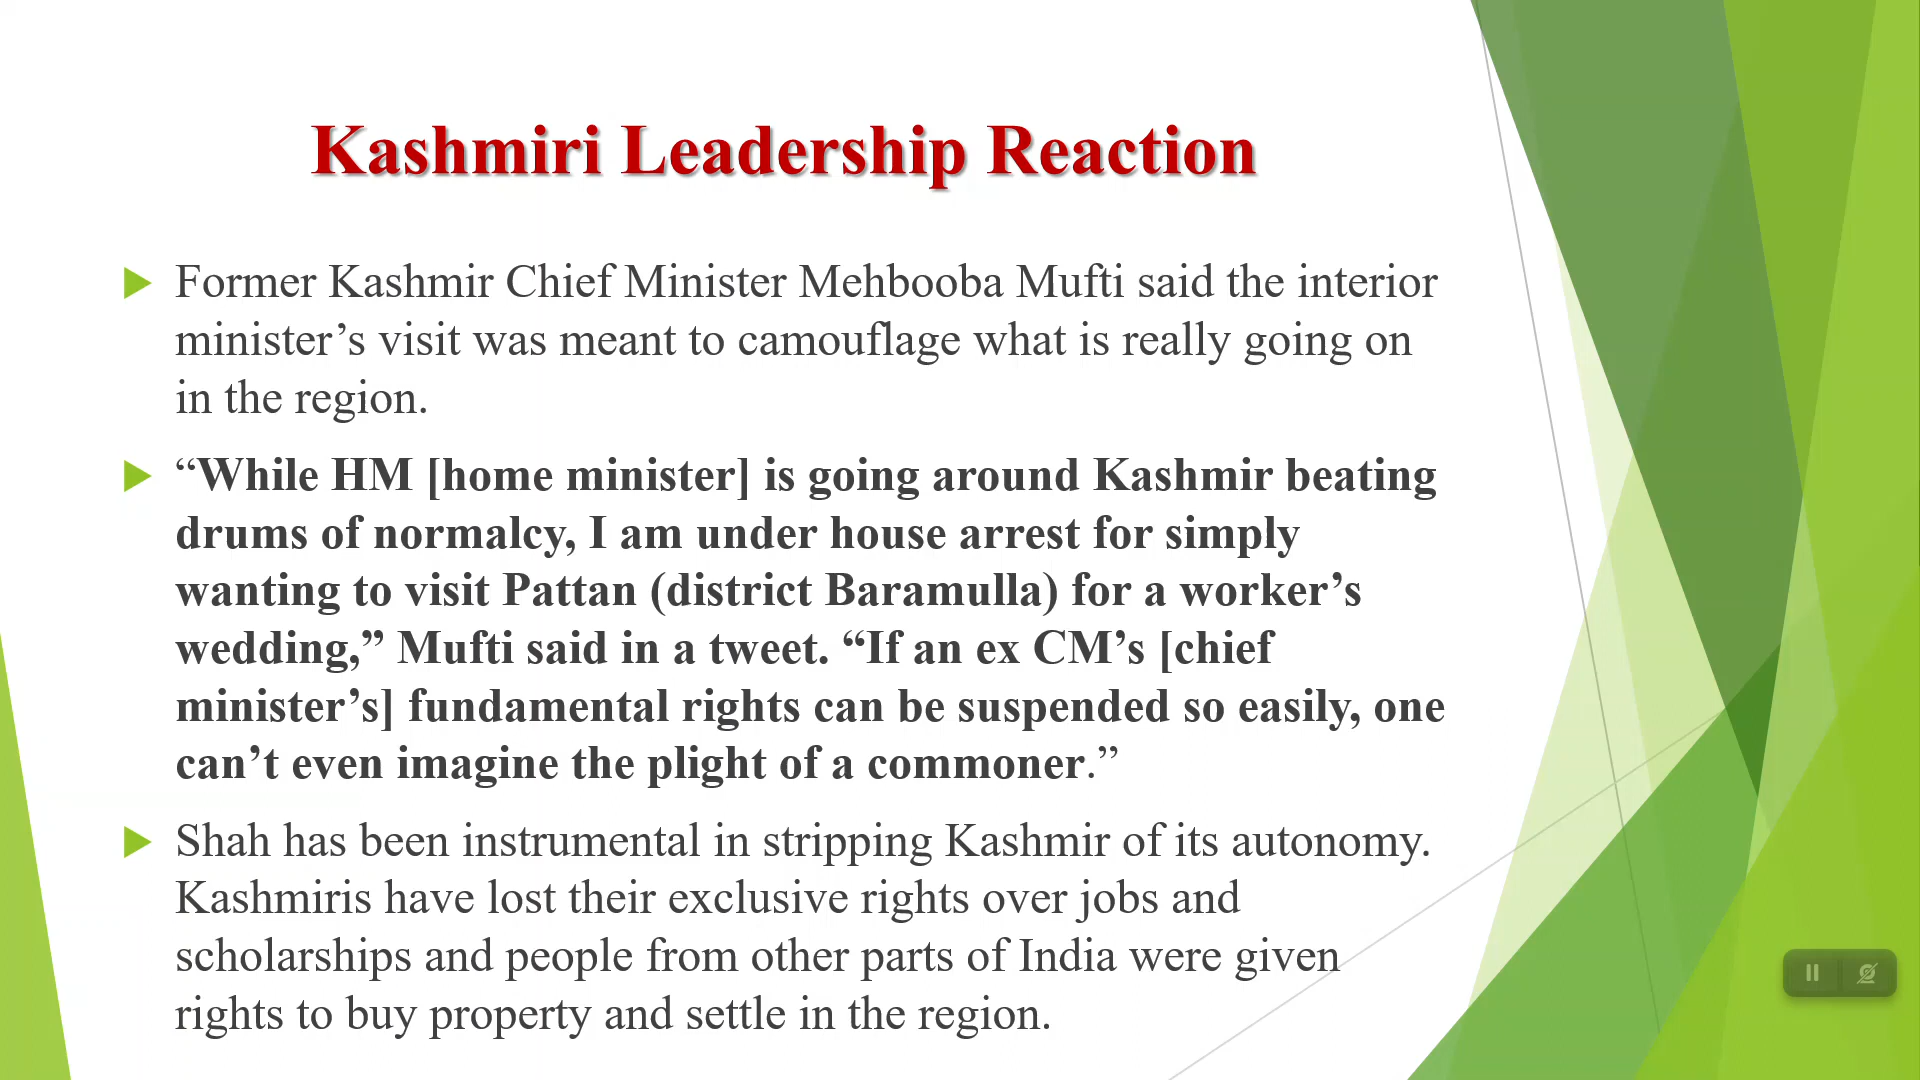 Kashmiri Leadership Reaction
Former Kashmir Chief Minister Mehbooba Mufti said the interior
minister’s visit was meant to camouflage what is really going on
in the region.
“While HM [home minister] is going around Kashmir beating
drums of normalcy, I am under house arrest for simply
wanting to visit Pattan (district Baramulla) for a worker’s
wedding,” Mufti said in a tweet. “If an ex CM’s [chief
minister’s] fundamental rights can be suspended so easily, one
can’t even imagine the plight of a commoner.”
Shah has been instrumental in stripping Kashmir of its autonomy.
Kashmiris have lost their exclusive rights over jobs and
scholarships and people from other parts of India were given
rights to buy property and settle in the region.